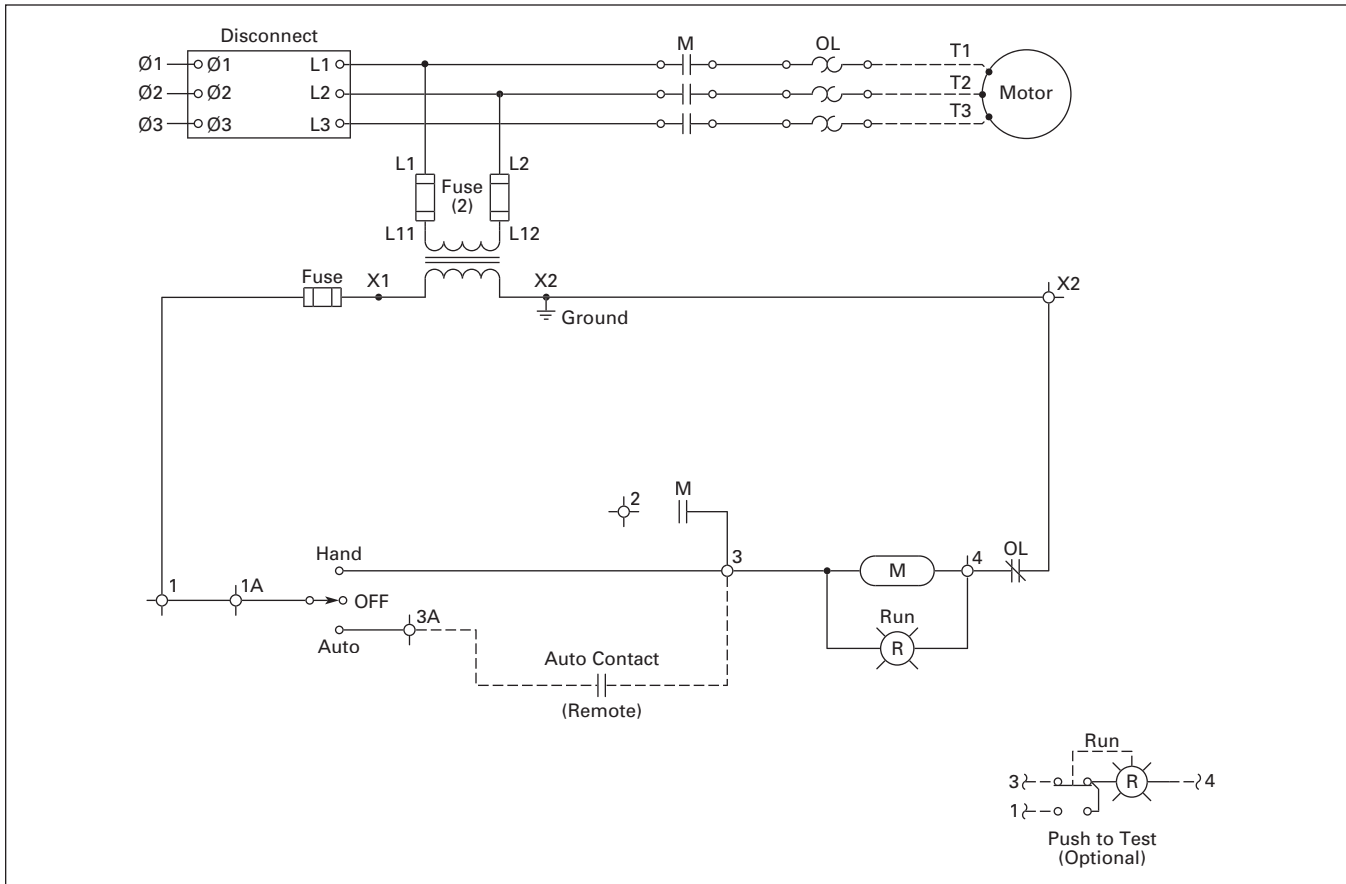 Disconnect
M
OL
T1
Ø1 Ø1 L1
T2
Ø2 Ø2 L2
Motor
T3
Ø3 Ø3 L3
L1 L2
Fuse
(2)
L11 L12
Fuse X1 X2
X2
Ground
2 M
Hand
3 4 OL
M
1 1A
OFF
3A
Run
Auto
R
Auto Contact
(Remote)
Run
3 R 4
1
Push to Test
(Optional)